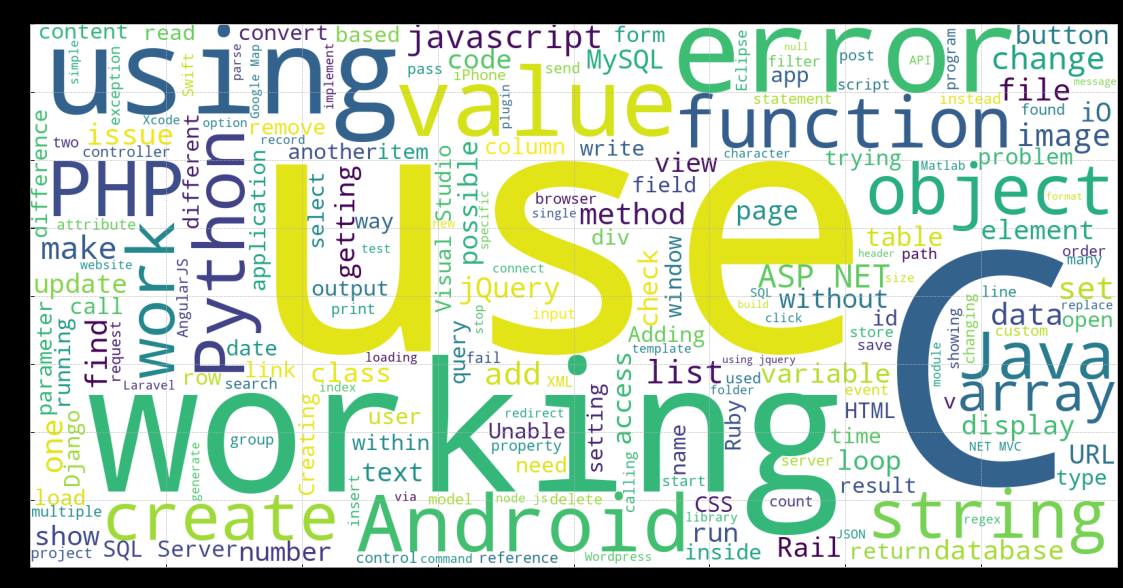 content read convert based javascript form error button
simple using exception Swift parse Google Map implement pass code iPhone send MySQL Eclipse null filter app post API script program change
value plugin statement instead file message
two Xcode option remove record column write function found iO image
issue controller another item view character trying Matlab problem
difference PHP different Python application select getting way Visual Studio possible specific browser single method field page object format
attribute work test new use div table element
make website AngularJS output print connect jQuery input check window ASP NET header path order many
update call stop SQL build without click size id store save line data set replace open
parameter running find request date loading query fail Adding template using jquery C module showing changing custom Java
Laravel row search link class index add XML list used folder variable event v array
one Django working group Creating user within redirect Unable property setting access name Ruby HTML time display NET MVC URL
generate text need calling start server loop result type
load multiple create insert via model node js delete CSS library count string regex
show project SQL Server number Android control command reference Wordpress run inside Rail JSON return database